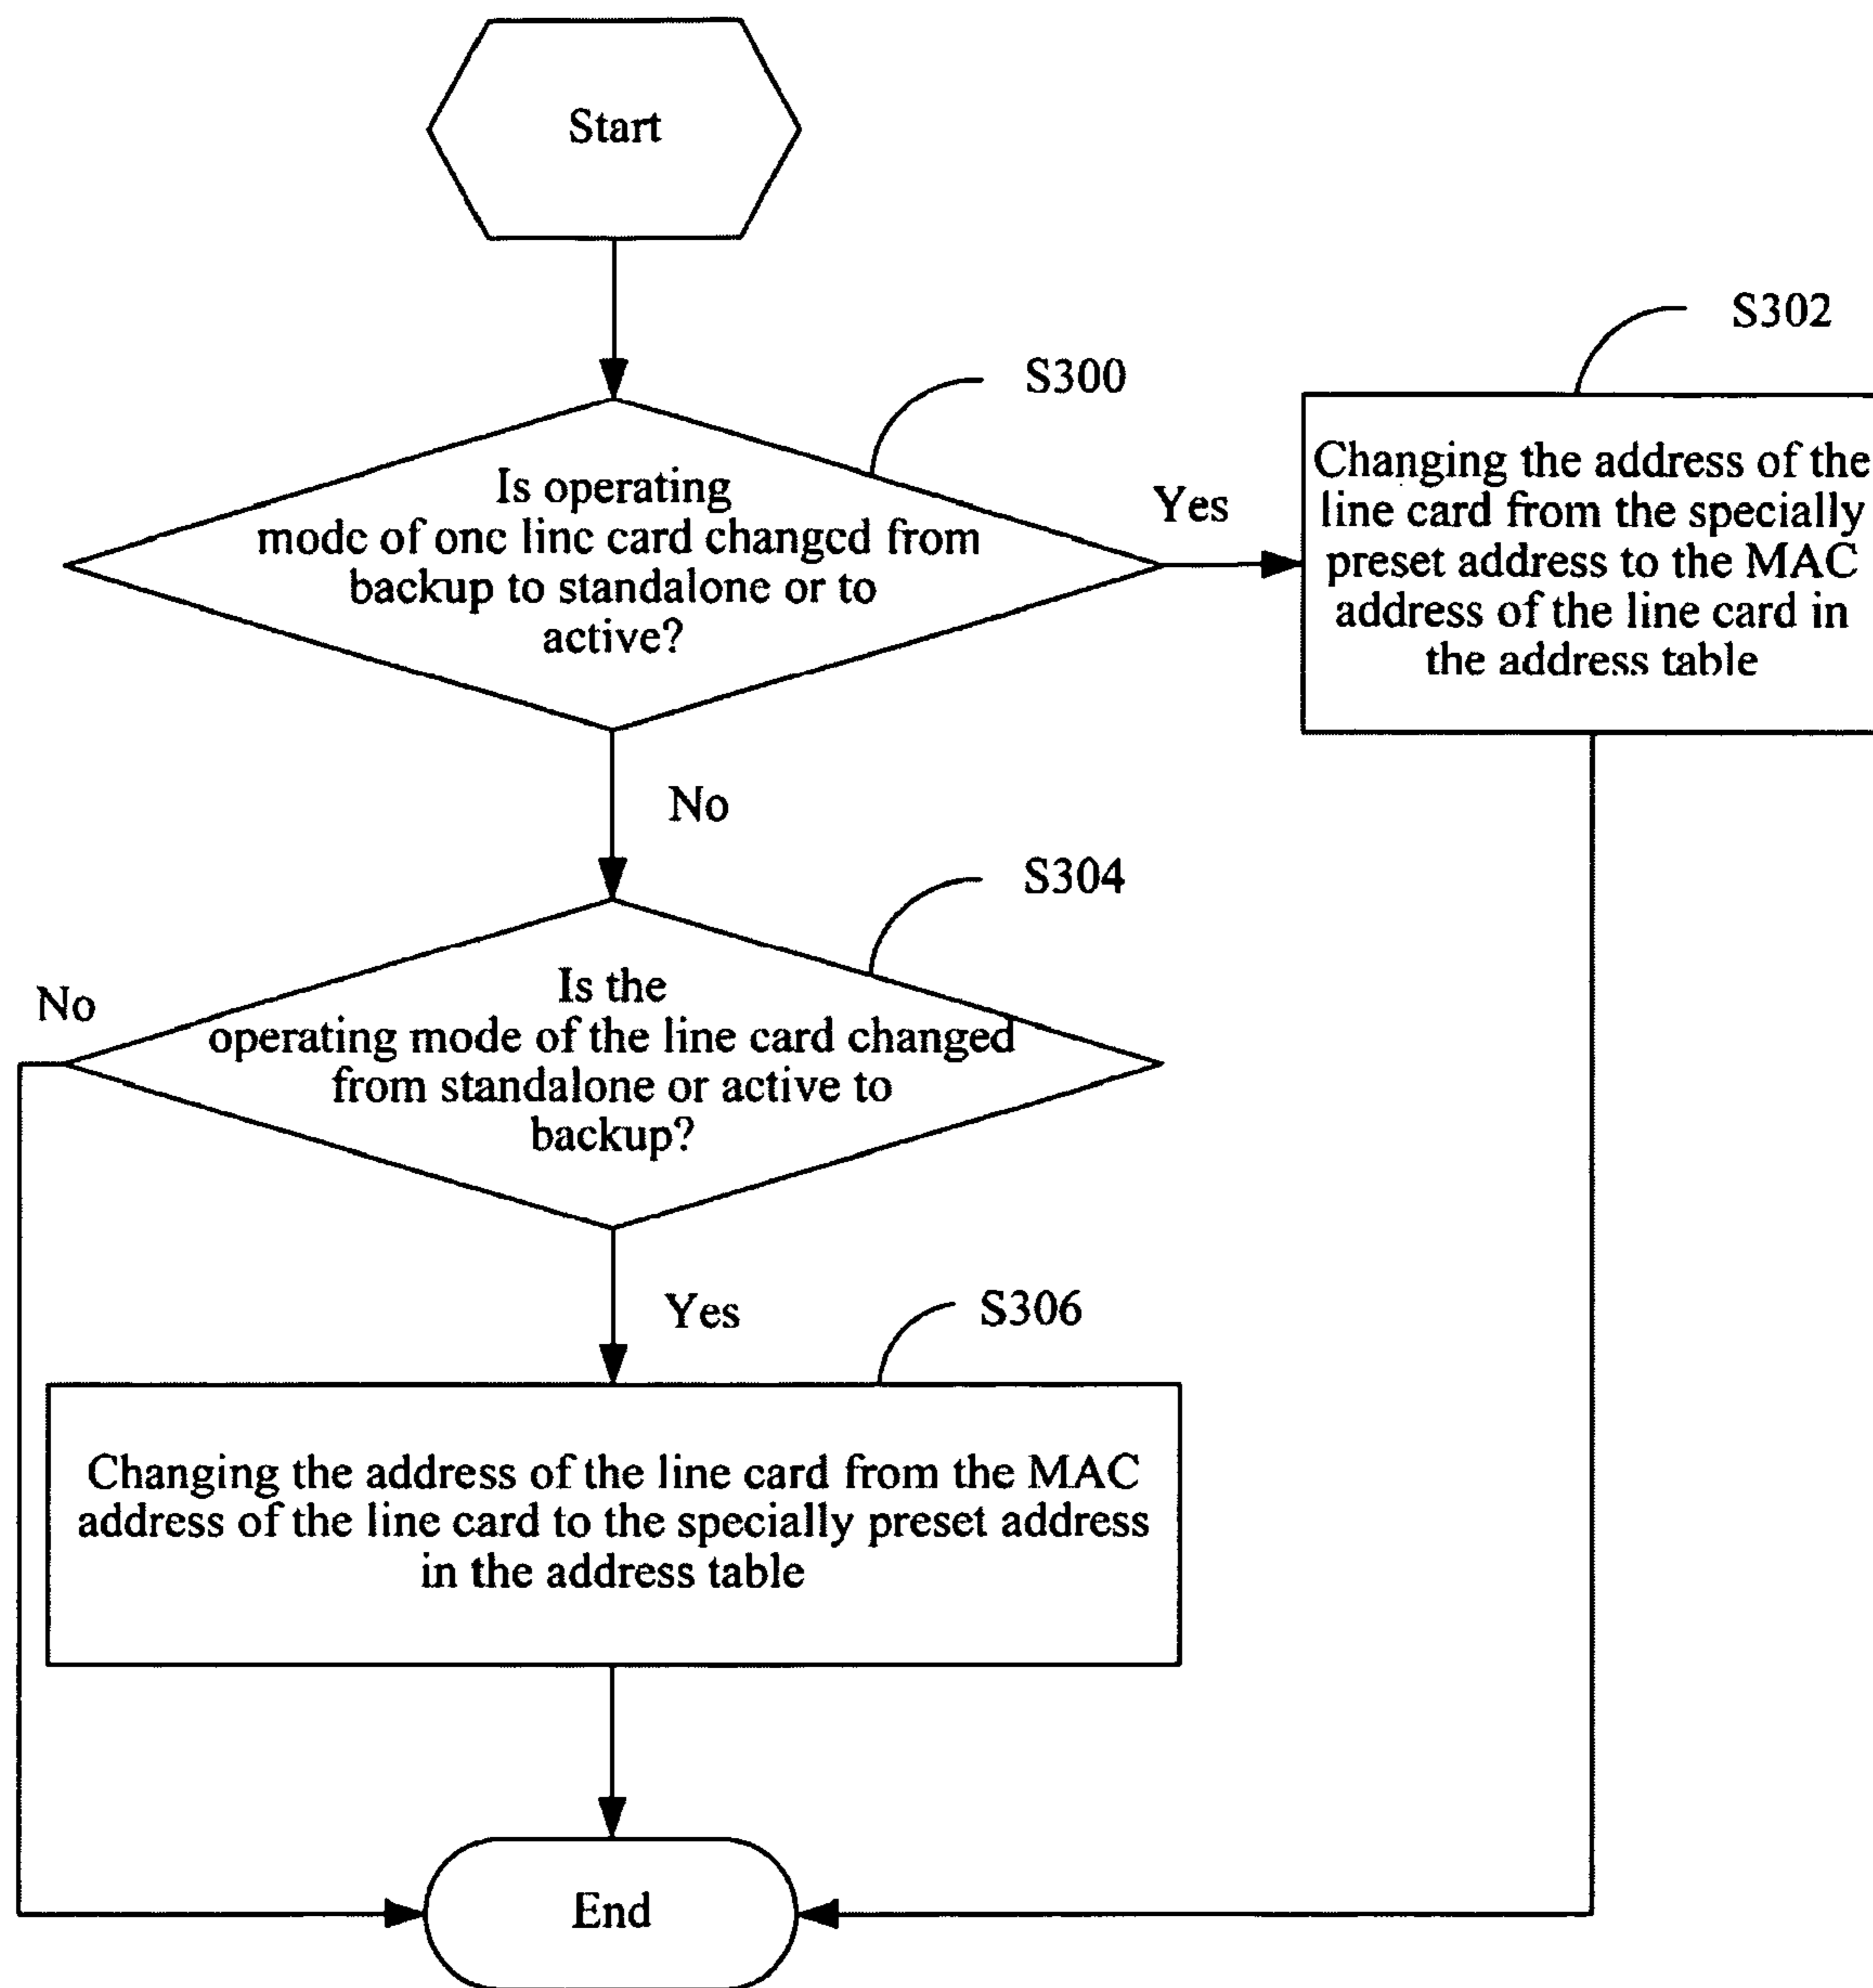 Start
S300
Is operating
mode of one line card changed from
backup to standalone or to
active?
Yes
S302
Changing the address of the
line card from the specially
preset address to the MAC
address of the line card in
the address table
No
S304
Is the
operating mode of the line card changed
from standalone or active to
backup?
No
Yes
S306
Changing the address of the line card from the MAC
address of the line card to the specially preset address
in the address table
End